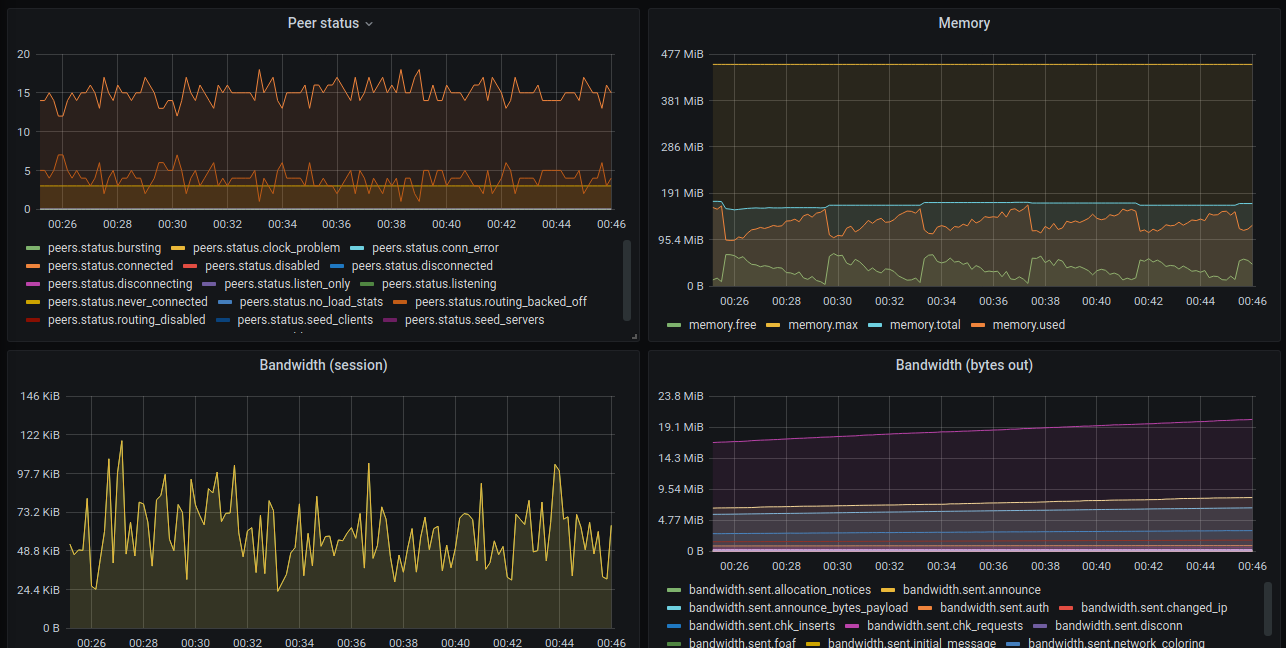 Peer status
20
15
10
5
0
00:26 00:28 00:30 00:32 00:34 00:36 00:38 00:40 00:42 00:44 00:46
peers.status.bursting peers.status.clock_problem peers.status.conn_error
peers.status.connected peers.status.disabled peers.status.disconnected
peers.status.disconnecting peers.status.listen_only peers.status.listening
peers.status.never_connected peers.status.no_load_stats peers.status.routing_backed_off
peers.status.routing_disabled peers.status.seed_clients peers.status.seed_servers
Memory
477 MiB
381 MiB
286 MiB
191 MiB
95.4 MiB
0 B
00:26 00:28 00:30 00:32 00:34 00:36 00:38 00:40 00:42 00:44 00:46
memory.free memory.max memory.total memory.used
Bandwidth (session)
146 KiB
122 KiB
97.7 KiB
73.2 KiB
48.8 KiB
24.4 KiB
0 B
00:26 00:28 00:30 00:32 00:34 00:36 00:38 00:40 00:42 00:44 00:46
Bandwidth (bytes out)
23.8 MiB
19.1 MiB
14.3 MiB
9.54 MiB
4.77 MiB
0 B
00:26 00:28 00:30 00:32 00:34 00:36 00:38 00:40 00:42 00:44 00:46
bandwidth.sent.allocation_notices bandwidth.sent.announce
bandwidth.sent.announce_bytes_payload bandwidth.sent.auth bandwidth.sent.changed_ip
bandwidth.sent.chk_inserts bandwidth.sent.chk_requests bandwidth.sent.disconn
bandwidth.sent.foaf bandwidth.sent.initial_message bandwidth.sent.network_coloring